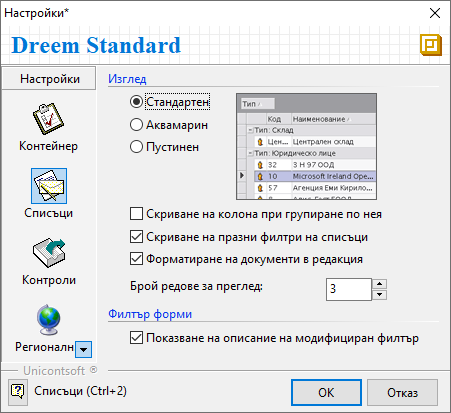 Настройки*
Dreem Standard
Настройки
Контейнер
Списъци
Контроли
Регионалн
Изглед
Стандартен
Аквамарин
Пустинен
Тип
Код Наименование
Тип: Склад
Цен... Централен склад
Тип: Юридическо лице
32 3 Н 97 ООД
10 Microsoft Ireland Ope...
57 Агенция Еми Кирило...
Скриване на колона при групиране по нея
Скриване на празни филтри на списъци
Форматиране на документи в редакция
Брой редове за преглед: 3
Филтър форми
Показване на описание на модифициран филтър
Unicontsoft ®
Списъци (Ctrl+2)
OK
Отказ